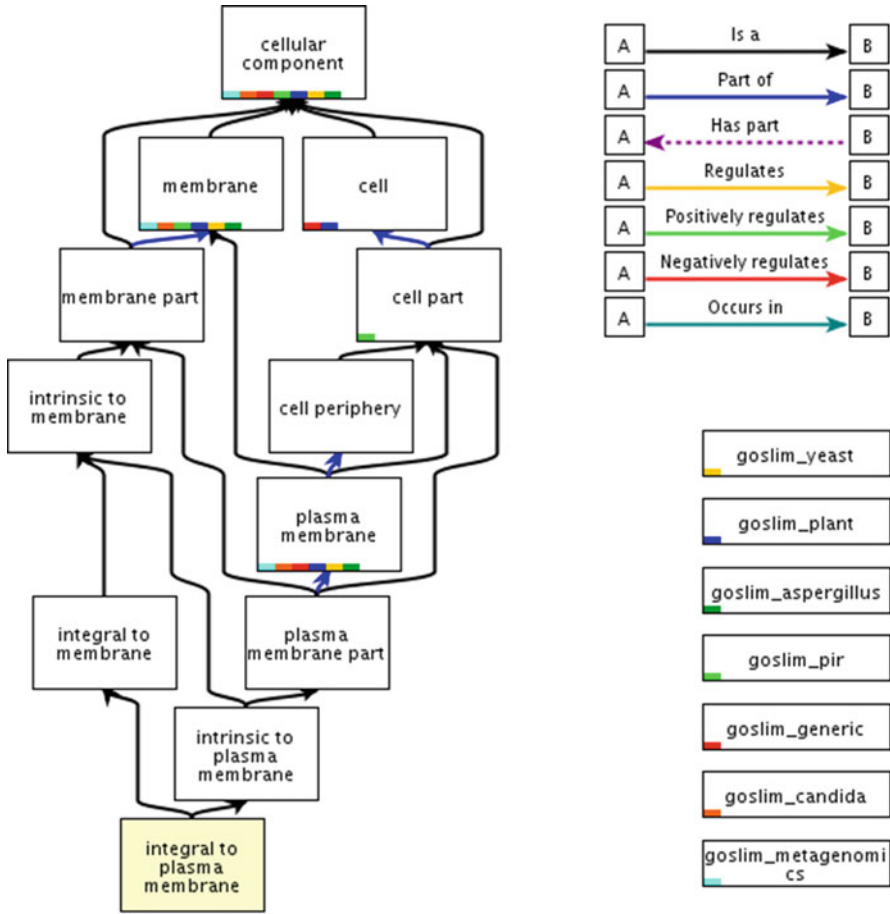 cellular
component
membrane
cell
membrane part
cell part
intrinsic to
membrane
cell periphery
plasma
membrane
integral to
membrane
plasma
membrane part
intrinsic to
plasma
membrane
integral to
plasma
membrane
A Is a B
A Part of B
A Has part B
A Regulates B
A Positively regulates B
A Negatively regulates B
A Occurs in B
goslim_yeast
goslim_plant
goslim_aspergillus
goslim_pir
goslim_generic
goslim_candida
goslim_metagenomi
cs